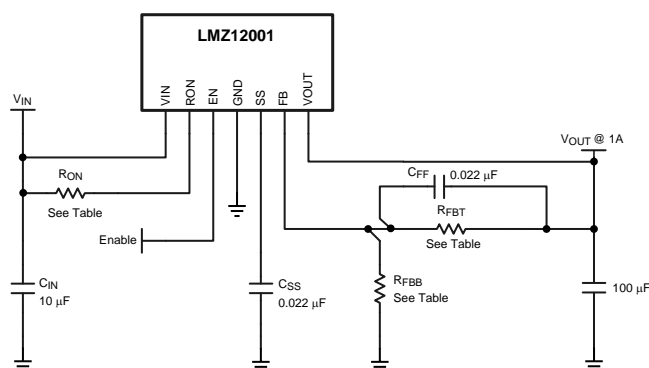 LMZ12001
VIN
RON
EN
GND
SS
FB
VOUT
VIN
VOUT @ 1A
RON
See Table
CFF
0.022 μF
RFBT
See Table
Enable
CIN
10 μF
CSS
0.022 μF
RFBB
See Table
100 μF